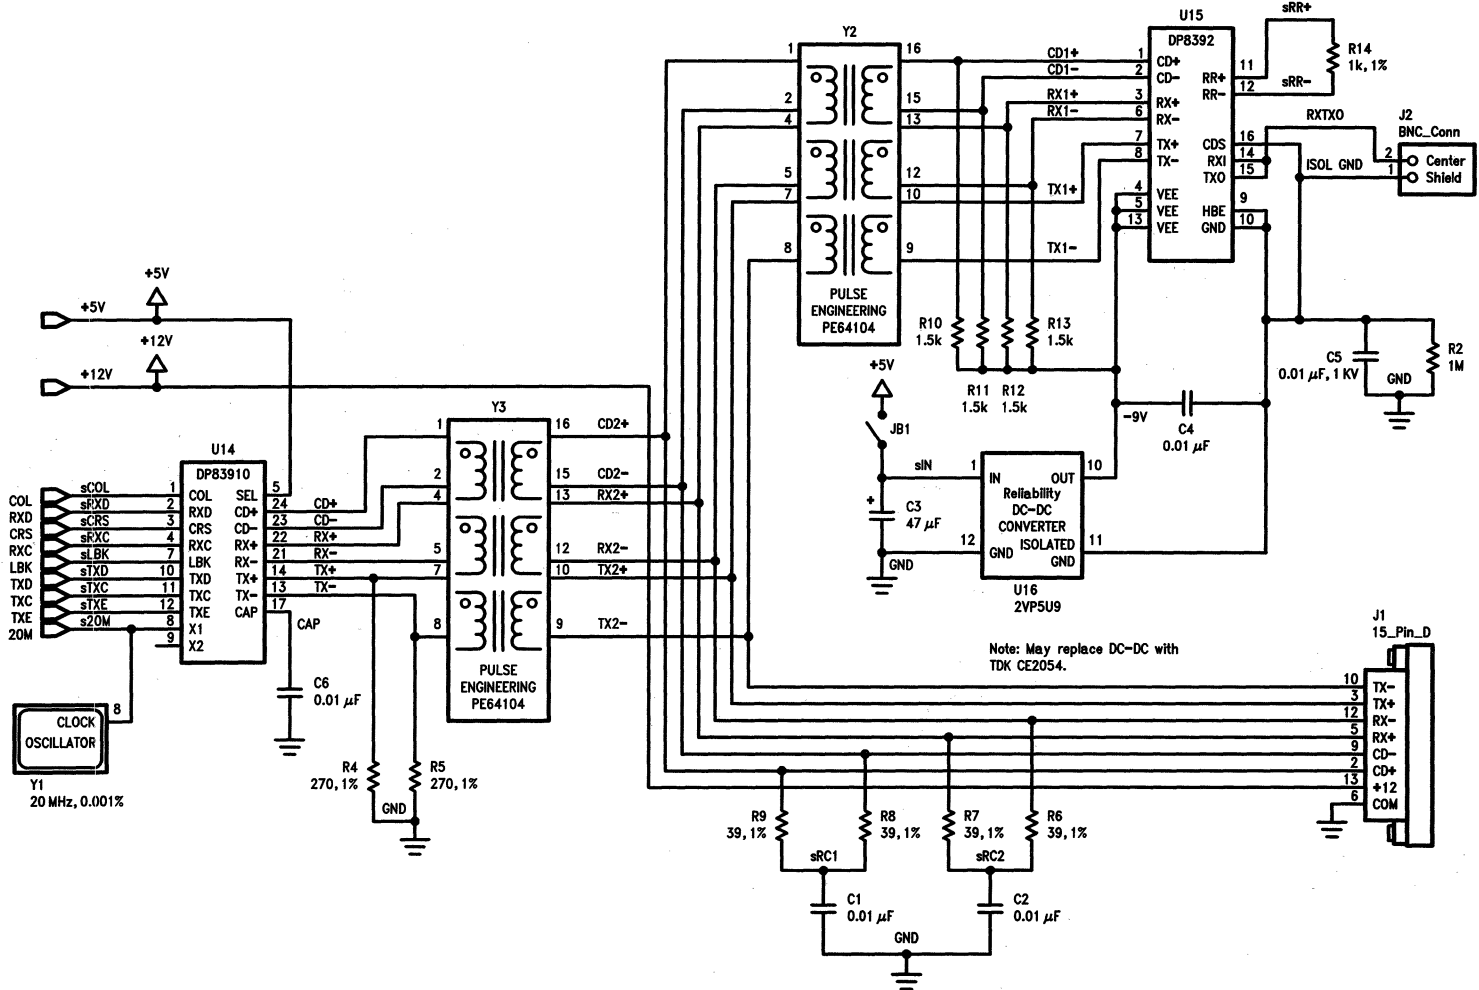 +5V
+5V
+12V
+12V
U14
DP83910
COL
RXD
CRS
RXC
LBK
TXD
TXC
TXE
20M
sCOL
sRXD
sCRS
sRXC
sLBK
sTXD
sTXC
sTXE
s20M
1
2
3
4
7
10
11
12
8
9
COL
RXD
CRS
RXC
LBK
TXD
TXC
TXE
X1
X2
SEL
CD+
CD-
RX+
RX-
TX+
TX-
CAP
5
24
23
22
21
14
13
17
CD+
CD-
RX+
RX-
TX+
TX-
CAP
C6
0.01 μF
8
CLOCK
OSCILLATOR
Y1
20 MHz, 0.001%
R4
270, 1%
R5
270, 1%
GND
Y3
1
2
4
5
7
8
16
15
13
12
10
9
PULSE
ENGINEERING
PE64104
CD2+
CD2-
RX2+
RX2-
TX2+
TX2-
Y2
1
2
4
5
7
8
16
15
13
12
10
9
PULSE
ENGINEERING
PE64104
CD1+
CD1-
RX1+
RX1-
TX1+
TX1-
U15
DP8392
1
2
3
6
7
8
4
5
13
CD+
CD-
RX+
RX-
TX+
TX-
VEE
VEE
VEE
RR+
RR-
CDS
RXI
TXO
HBE
GND
11
12
16
14
15
9
10
sRR+
sRR-
R14
1k, 1%
RXTXO
ISOL GND
J2
BNC_Conn
2
1
Center
Shield
R10
1.5k
R13
1.5k
R11
1.5k
R12
1.5k
C5
0.01 μF, 1 KV
GND
R2
1M
-9V
C4
0.01 μF
+5V
JB1
sIN
+
C3
47 μF
GND
1
12
10
11
IN
OUT
Reliability
DC-DC
CONVERTER
GND
ISOLATED
GND
U16
2VP5U9
Note: May replace DC-DC with
TDK CE2054.
J1
15_Pin_D
10
3
12
5
9
2
13
6
TX-
TX+
RX-
RX+
CD-
CD+
+12
COM
R9
39, 1%
R8
39, 1%
R7
39, 1%
R6
39, 1%
sRC1
sRC2
C1
0.01 μF
C2
0.01 μF
GND